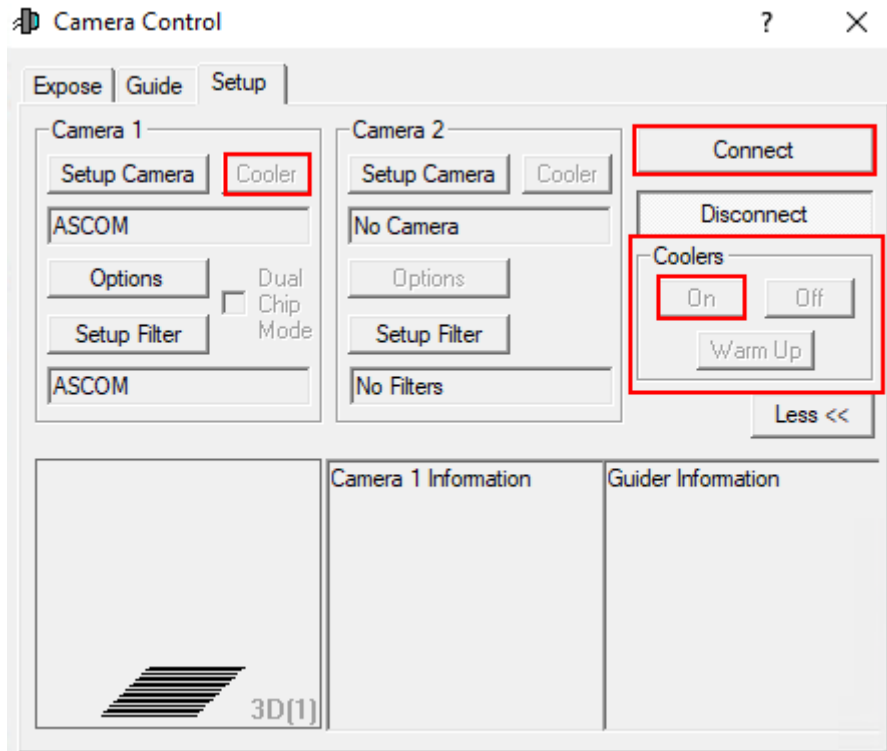 Camera Control
?
Expose Guide Setup
Camera 1
Setup Camera Cooler
ASCOM
Options
Dual
Chip
Mode
Setup Filter
ASCOM
Camera 2
Setup Camera Cooler
No Camera
Options
Setup Filter
No Filters
Connect
Disconnect
Coolers
On Off
Warm Up
Less <<
3D(1)
Camera 1 Information
Guider Information